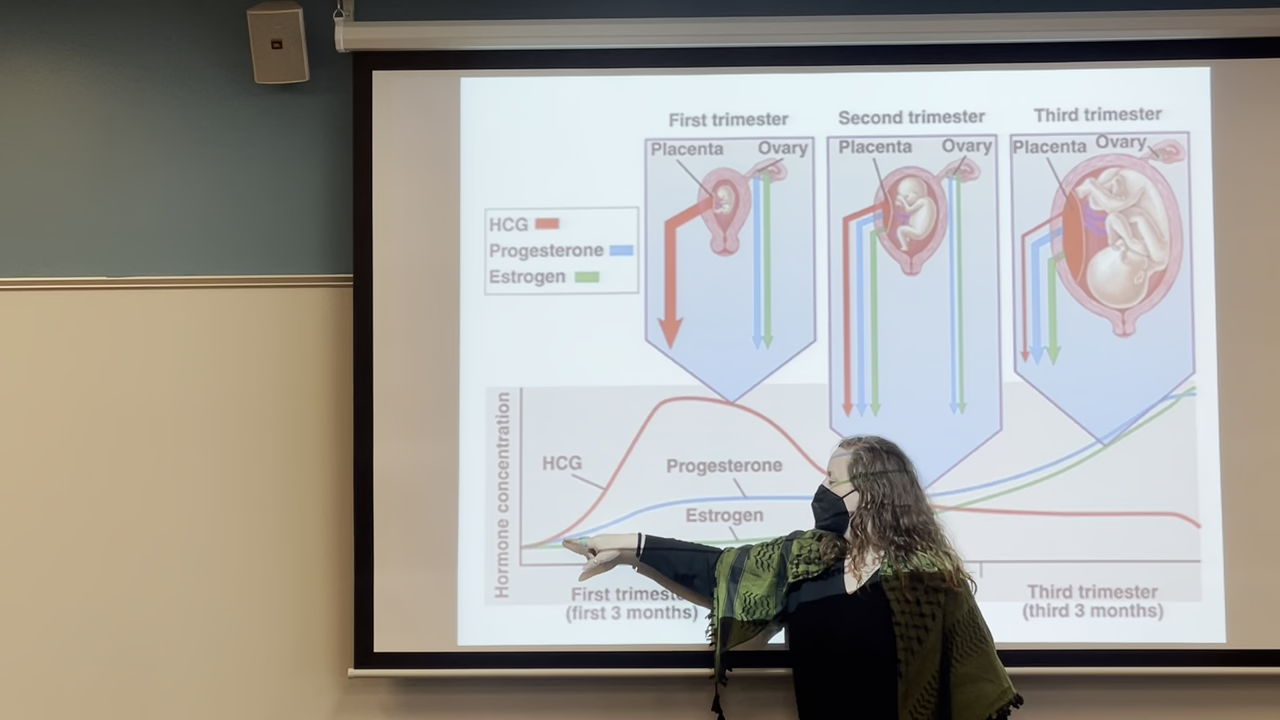 First trimester
Second trimester
Third trimester
Placenta
Ovary
Placenta
Ovary
Placenta
Ovary
HCG
Progesterone
Estrogen
Hormone concentration
HCG
Progesterone
Estrogen
First trimeste
(first 3 months)
Third trimester
(third 3 months)